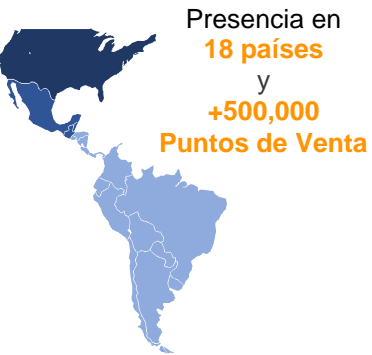 Presencia en
18 países
y
+500,000
Puntos de Venta